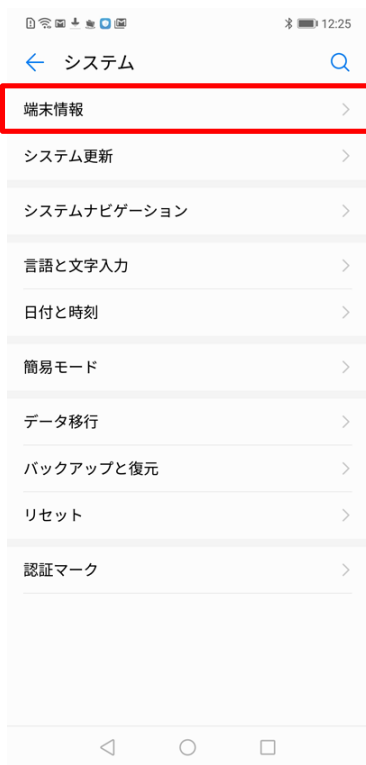 12:25
システム
端末情報
システム更新
システムナビゲーション
言語と文字入力
日付と時刻
簡易モード
データ移行
バックアップと復元
リセット
認証マーク